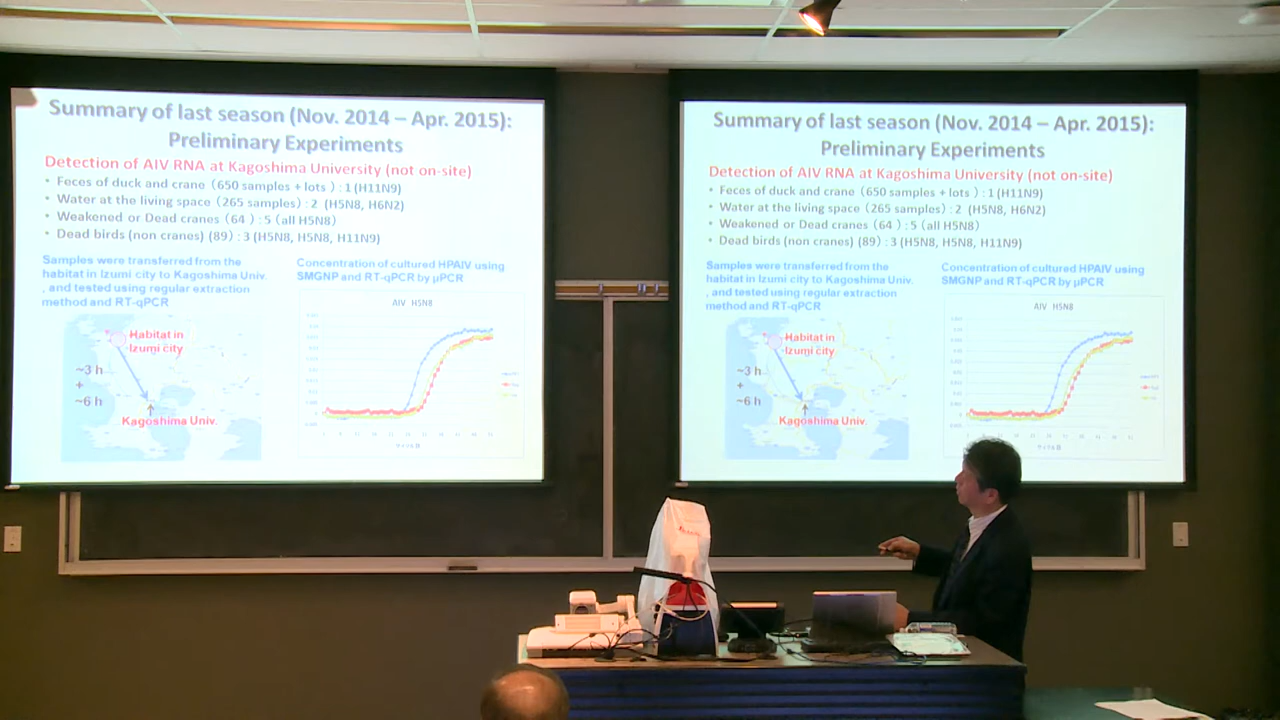 Summary of last season (Nov. 2014 – Apr. 2015):
Preliminary Experiments
Detection of AIV RNA at Kagoshima University (not on-site)
• Feces of duck and crane (650 samples + lots ) : 1 (H11N9)
• Water at the living space (265 samples) : 2 (H5N8, H6N2)
• Weakened or Dead cranes (64 ) : 5 (all H5N8)
• Dead birds (non cranes) (89) : 3 (H5N8, H5N8, H11N9)
Samples were transferred from the
habitat in Izumi city to Kagoshima Univ.
, and tested using regular extraction
method and RT-qPCR
Concentration of cultured HPAIV using
SMGNP and RT-qPCR by μPCR
AIV H5N8
Habitat in
Izumi city
~3 h
+
~6 h
Kagoshima Univ.
Summary of last season (Nov. 2014 – Apr. 2015):
Preliminary Experiments
Detection of AIV RNA at Kagoshima University (not on-site)
• Feces of duck and crane (650 samples + lots ) : 1 (H11N9)
• Water at the living space (265 samples) : 2 (H5N8, H6N2)
• Weakened or Dead cranes (64 ) : 5 (all H5N8)
• Dead birds (non cranes) (89) : 3 (H5N8, H5N8, H11N9)
Samples were transferred from the
habitat in Izumi city to Kagoshima Univ.
, and tested using regular extraction
method and RT-qPCR
Concentration of cultured HPAIV using
SMGNP and RT-qPCR by μPCR
AIV H5N8
Habitat in
Izumi city
~3 h
+
~6 h
Kagoshima Univ.